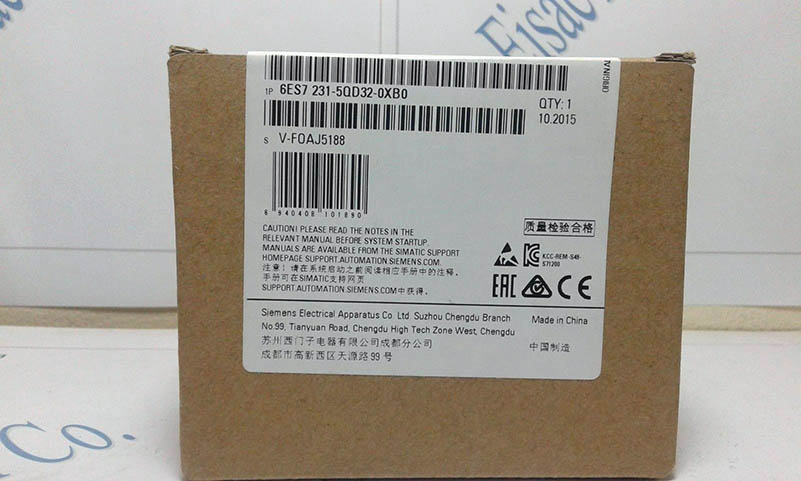 Eisac
ORIGINAL
1P 6ES7 231-5QD32-0XB0
QTY: 1
10.2015
S V-F0AJ5188
6 940408 101890
CAUTION! PLEASE READ THE NOTES IN THE
RELEVANT MANUAL BEFORE SYSTEM STARTUP.
MANUALS ARE AVAILABLE FROM THE SIMATIC SUPPORT
HOMEPAGE SUPPORT.AUTOMATION.SIEMENS.COM.
注意! 请在系统启动之前阅读相应手册中的注释。
手册可在SIMATIC支持网页
SUPPORT.AUTOMATION.SIEMENS.COM中获得。
质量检验合格
KCC-REM-S49-
S71200
EAC CE
Siemens Electrical Apparatus Co. Ltd. Suzhou Chengdu Branch
No.99, Tianyuan Road, Chengdu High Tech Zone West, Chengdu
Made in China
苏州西门子电器有限公司成都分公司
成都市高新西区天源路99号
中国制造
Co.